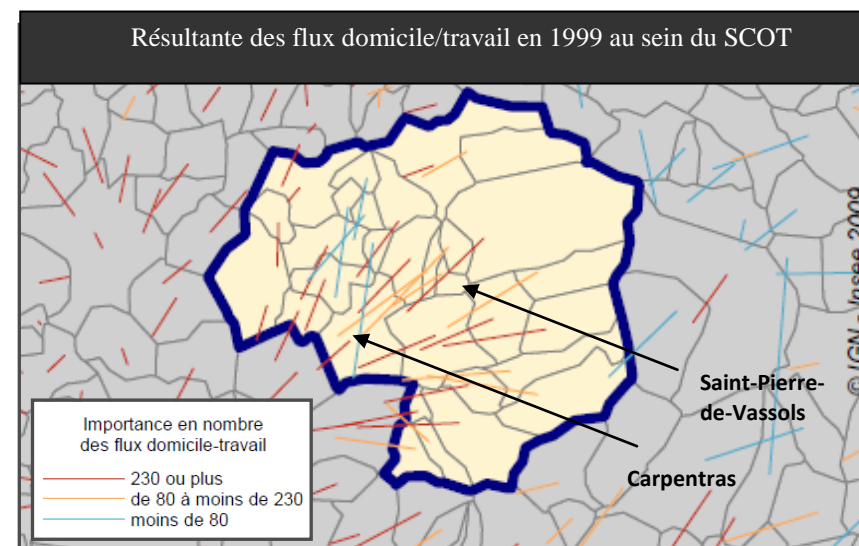 Résultante des flux domicile/travail en 1999 au sein du SCOT
© IGN - Insee 2009
Saint-Pierre-
de-Vassols
Carpentras
Importance en nombre
des flux domicile-travail
230 ou plus
de 80 à moins de 230
moins de 80